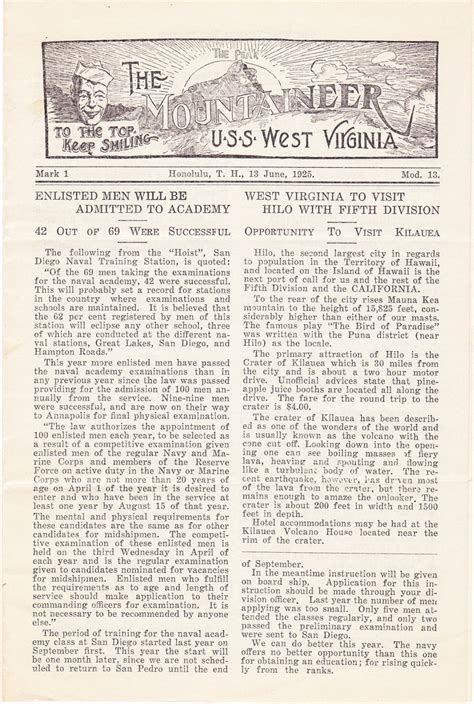 THE PEAK
THE
MOUNTAINEER
TO THE TOP
KEEP SMILING
U·S·S· WEST VIRGINIA
Mark 1 Honolulu, T. H., 13 June, 1925. Mod. 13.
ENLISTED MEN WILL BE
ADMITTED TO ACADEMY
42 OUT OF 69 WERE SUCCESSFUL
The following from the "Hoist", San
Diego Naval Training Station, is quoted:
"Of the 69 men taking the examinations
for the naval academy, 42 were successful.
This will probably set a record for stations
in the country where examinations and
schools are maintained. It is believed that
the 62 per cent registered by men of this
station will eclipse any other school, three
of which are conducted at the different na-
val stations, Great Lakes, San Diego, and
Hampton Roads."
This year more enlisted men have passed
the naval academy examinations than in
any previous year since the law was passed
providing for the admission of 100 men an-
nually from the service. Nine-nine men
were successful, and are now on their way
to Annapolis for final physical examination.
"The law authorizes the appointment of
100 enlisted men each year, to be selected as
a result of a competitive examination given
enlisted men of the regular Navy and Ma-
rine Corps and members of the Reserve
Force on active duty in the Navy or Marine
Corps who are not more than 20 years of
age on April 1 of the year it is desired to
enter and who have been in the service at
least one year by August 15 of that year.
The mental and physical requirements for
these candidates are the same as for other
candidates for midshipmen. The competi-
tive examination of these enlisted men is
held on the third Wednesday in April of
each year and is the regular examination
given to candidates nominated for vacancies
for midshipmen. Enlisted men who fulfill
the requirements as to age and length of
service should make application to their
commanding officers for examination. It is
not necessary to be recommended by anyone
else."
The period of training for the naval acad-
emy class at San Diego started last year on
September first. This year the start will
be one month later, since we are not sched-
uled to return to San Pedro until the end
WEST VIRGINIA TO VISIT
HILO WITH FIFTH DIVISION
OPPORTUNITY TO VISIT KILAUEA
Hilo, the second largest city in regards
to population in the Territory of Hawaii,
and located on the Island of Hawaii is the
next port of call for us and the rest of the
Fifth Division and the CALIFORNIA.
To the rear of the city rises Mauna Kea
mountain to the height of 15,825 feet, con-
siderably higher than either of our masts.
The famous play "The Bird of Paradise"
was written with the Puna district (near
Hilo) as the locale.
The primary attraction of Hilo is the
Crater of Kilauea which is 30 miles from
the city and is about a two hour motor
drive. Unofficial advices state that pine-
apple juice booths are located all along the
drive. The fare for the round trip to the
crater is $4.00.
The crater of Kilauea has been describ-
ed as one of the wonders of the world and
is usually known as the volcano with the
one cut on hot-foots. Down into the open-
ing one can see boiling masses of fiery
lava, heaving and spouting and flowing
like a turbulent body of water. The re-
cent earthquake, however, has driven most
of the lava from the crater, but there re-
mains enough to amaze the onlooker. The
crater is about 200 feet in width and 1500
feet in depth.
Hotel accommodations may be had at the
Kilauea Volcano House located near the
rim of the crater.
of September.
In the meantime instruction will be given
on board ship. Application for this in-
struction should be made through your di-
vision officer. Last year the number of men
applying was too small. Only five men at-
tended the classes regularly, and only two
passed the preliminary examination and
were sent to San Diego.
We can do better this year. The navy
offers no better opportunity than this one
for obtaining an education; for rising quick-
ly from the ranks.